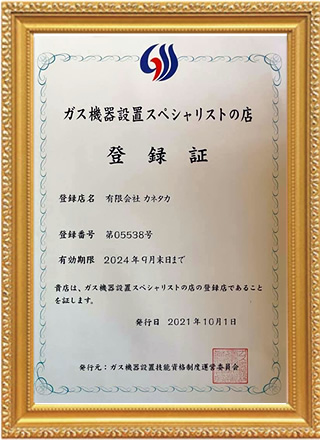 ガス機器設置スペシャリストの店
登録証
登録店名 有限会社 カネタカ
登録番号 第05538号
有効期限 2024年9月末日まで
貴店は、ガス機器設置スペシャリストの店の登録店であること
を証します。
発行日 2021年10月1日
発行元：ガス機器設置技能資格制度運営委員会